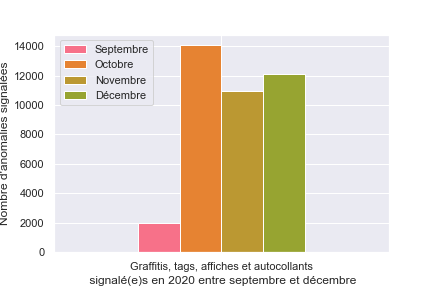 Septembre
Octobre
Novembre
Décembre
14000
12000
10000
8000
6000
4000
2000
0
Nombre d'anomalies signalées
Graffitis, tags, affiches et autocollants
signalé(e)s en 2020 entre septembre et décembre